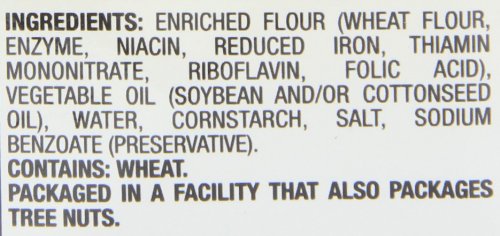 INGREDIENTS: ENRICHED FLOUR (WHEAT FLOUR,
ENZYME, NIACIN, REDUCED IRON, THIAMIN
MONONITRATE, RIBOFLAVIN, FOLIC ACID),
VEGETABLE OIL (SOYBEAN AND/OR COTTONSEED
OIL), WATER, CORNSTARCH, SALT, SODIUM
BENZOATE (PRESERVATIVE).
CONTAINS: WHEAT.
PACKAGED IN A FACILITY THAT ALSO PACKAGES
TREE NUTS.